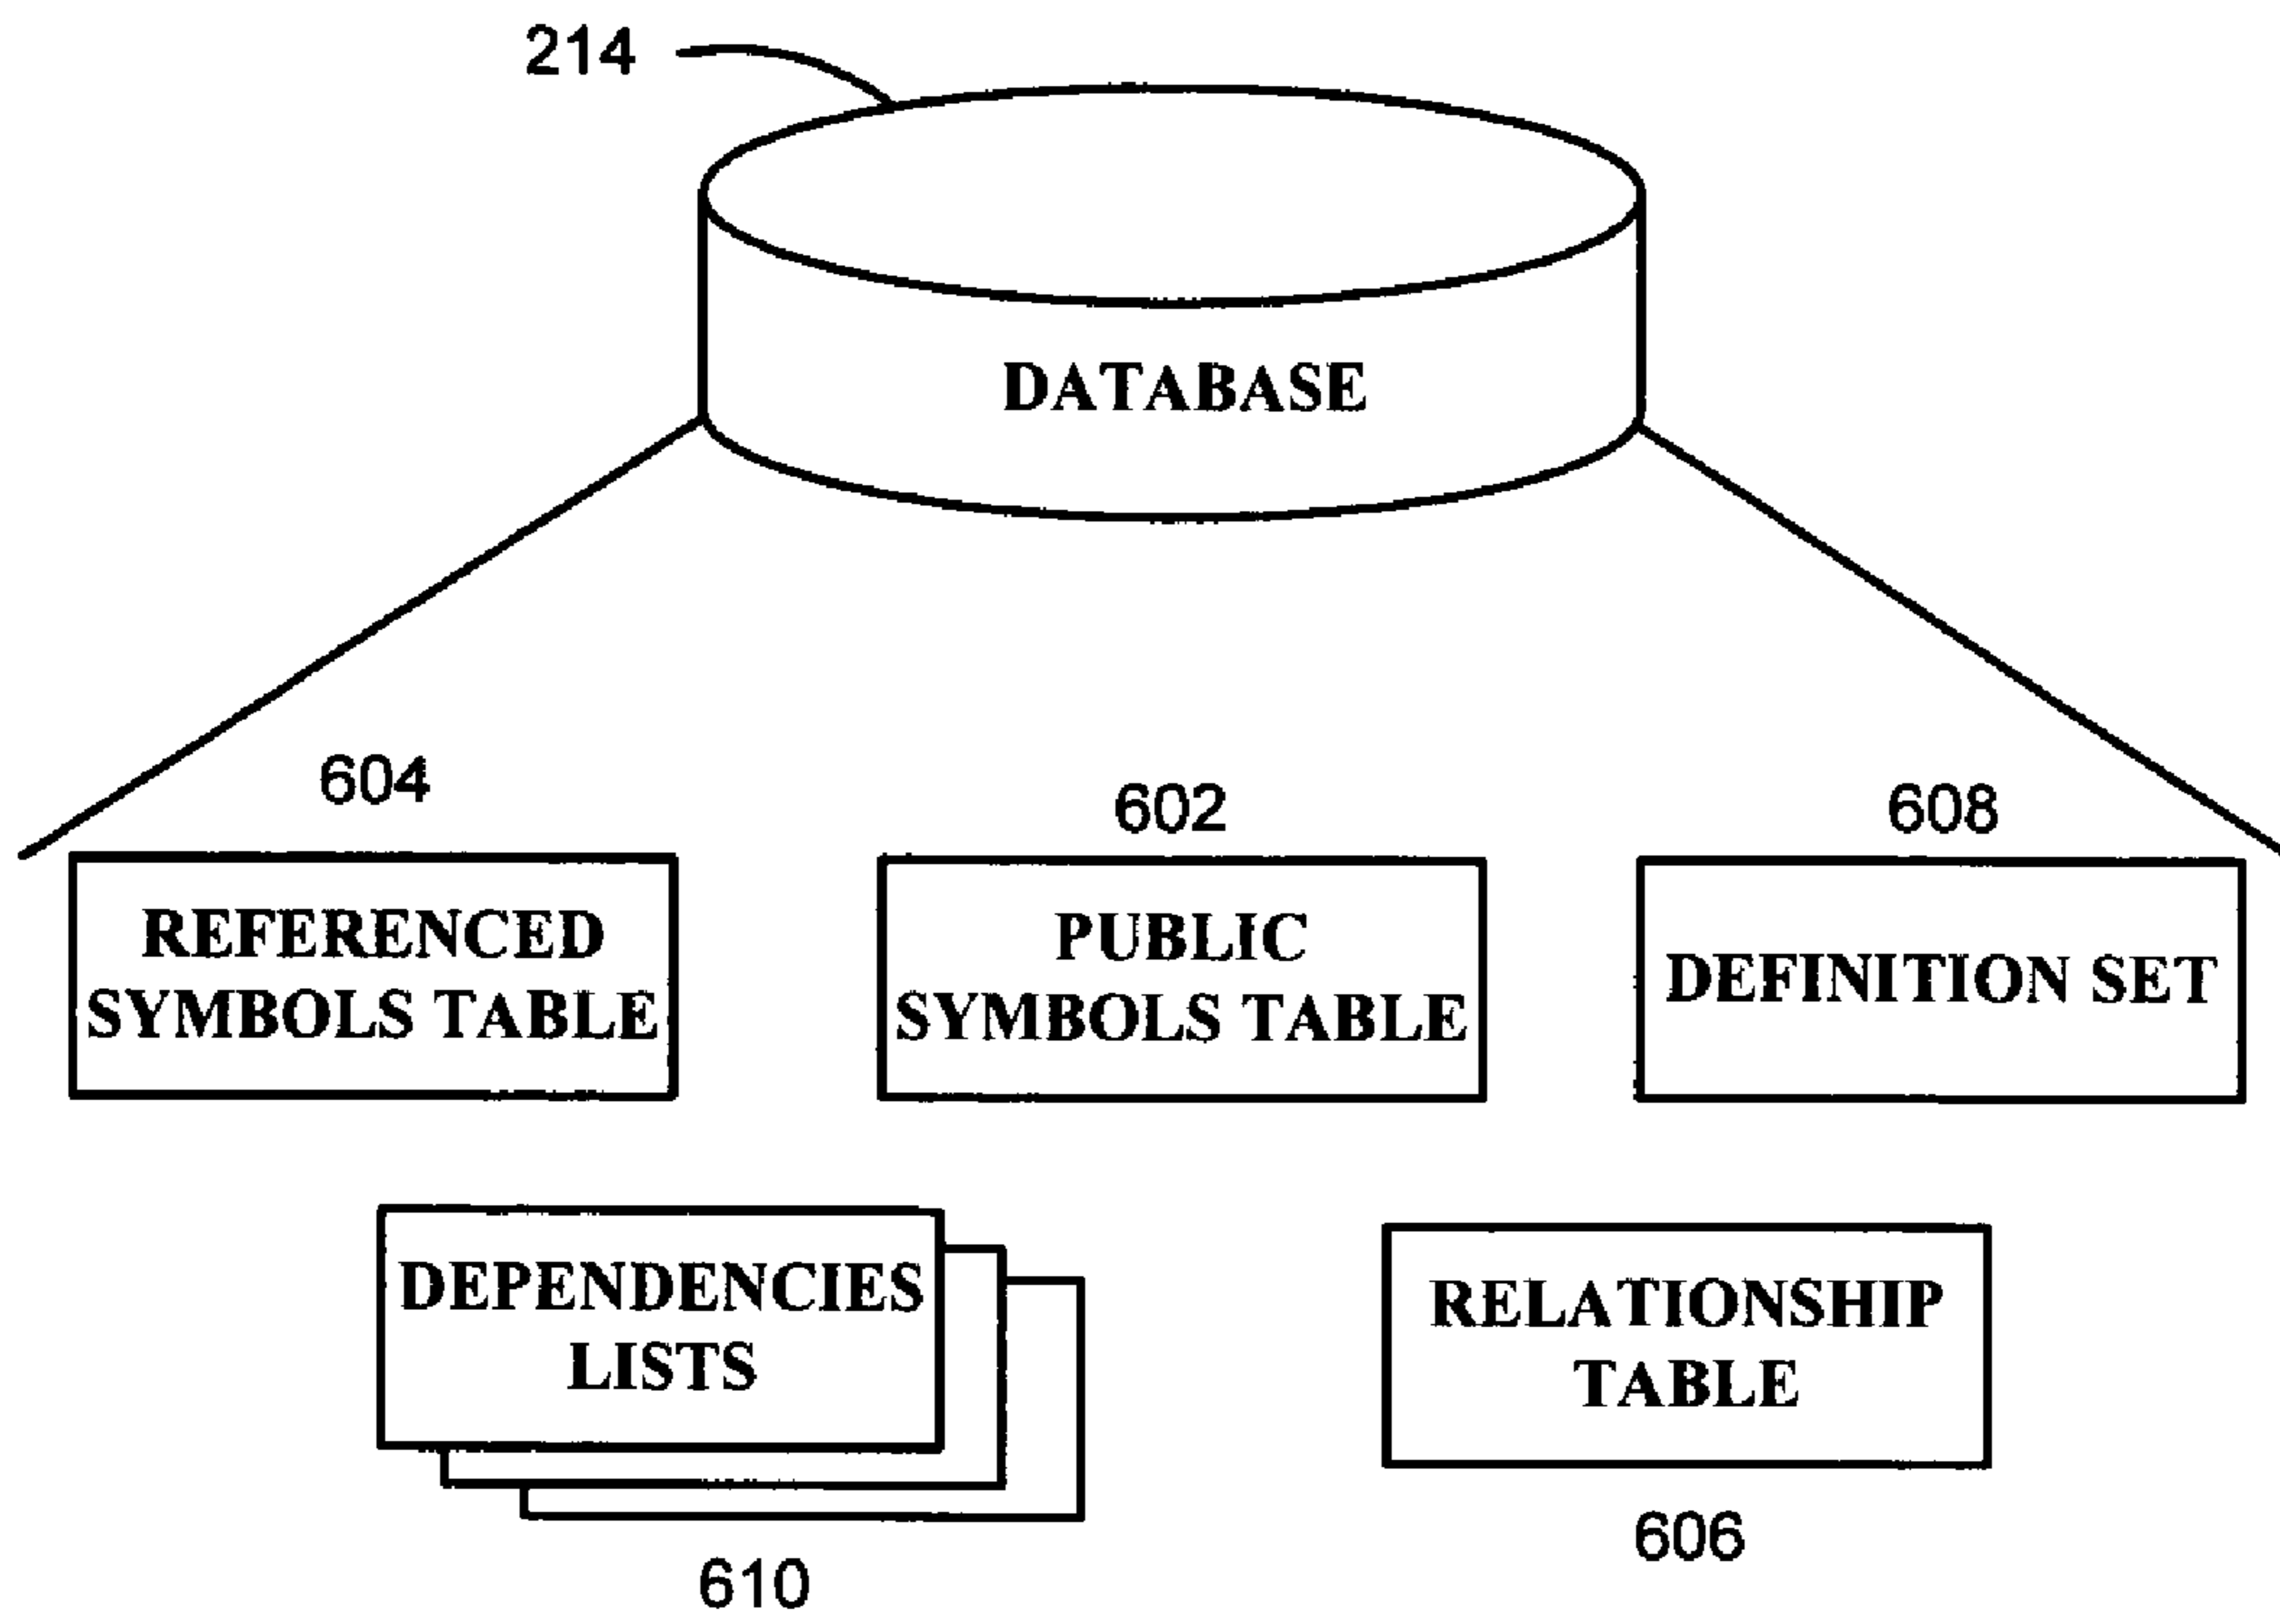 214
DATABASE
604
602
608
REFERENCED
SYMBOLS TABLE
PUBLIC
SYMBOLS TABLE
DEFINITION SET
DEPENDENCIES
LISTS
RELATIONSHIP
TABLE
610
606